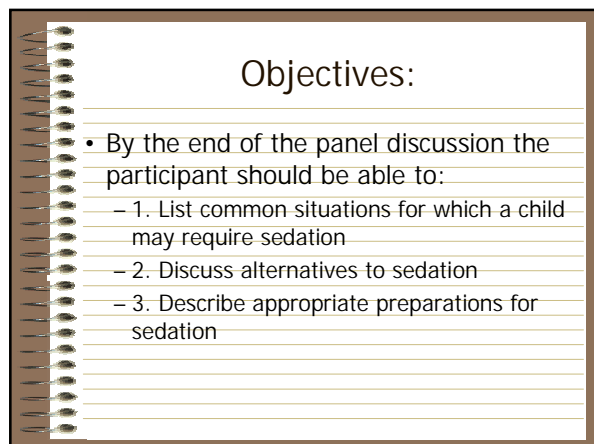 Objectives:
• By the end of the panel discussion the
participant should be able to:
– 1. List common situations for which a child
may require sedation
– 2. Discuss alternatives to sedation
– 3. Describe appropriate preparations for
sedation